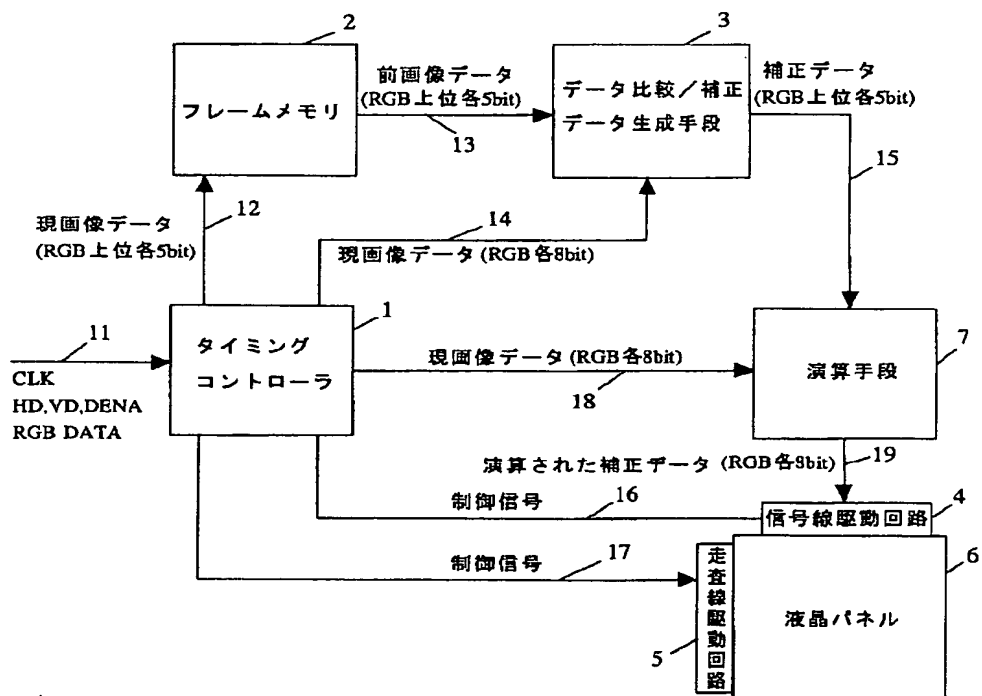 2
3
前画像データ
(RGB上位各5bit)
フレームメモリ
13
データ比較／補正
データ生成手段
補正データ
(RGB上位各5bit)
15
12
現画像データ
(RGB上位各5bit)
14
現画像データ(RGB各8bit)
1
11
タイミング
コントローラ
CLK
HD,VD,DENA
RGB DATA
現画像データ(RGB各8bit)
18
7
演算手段
演算された補正データ(RGB各8bit)
19
制御信号
16
4
信号線駆動回路
制御信号
17
6
走査線駆動回路
5
液晶パネル